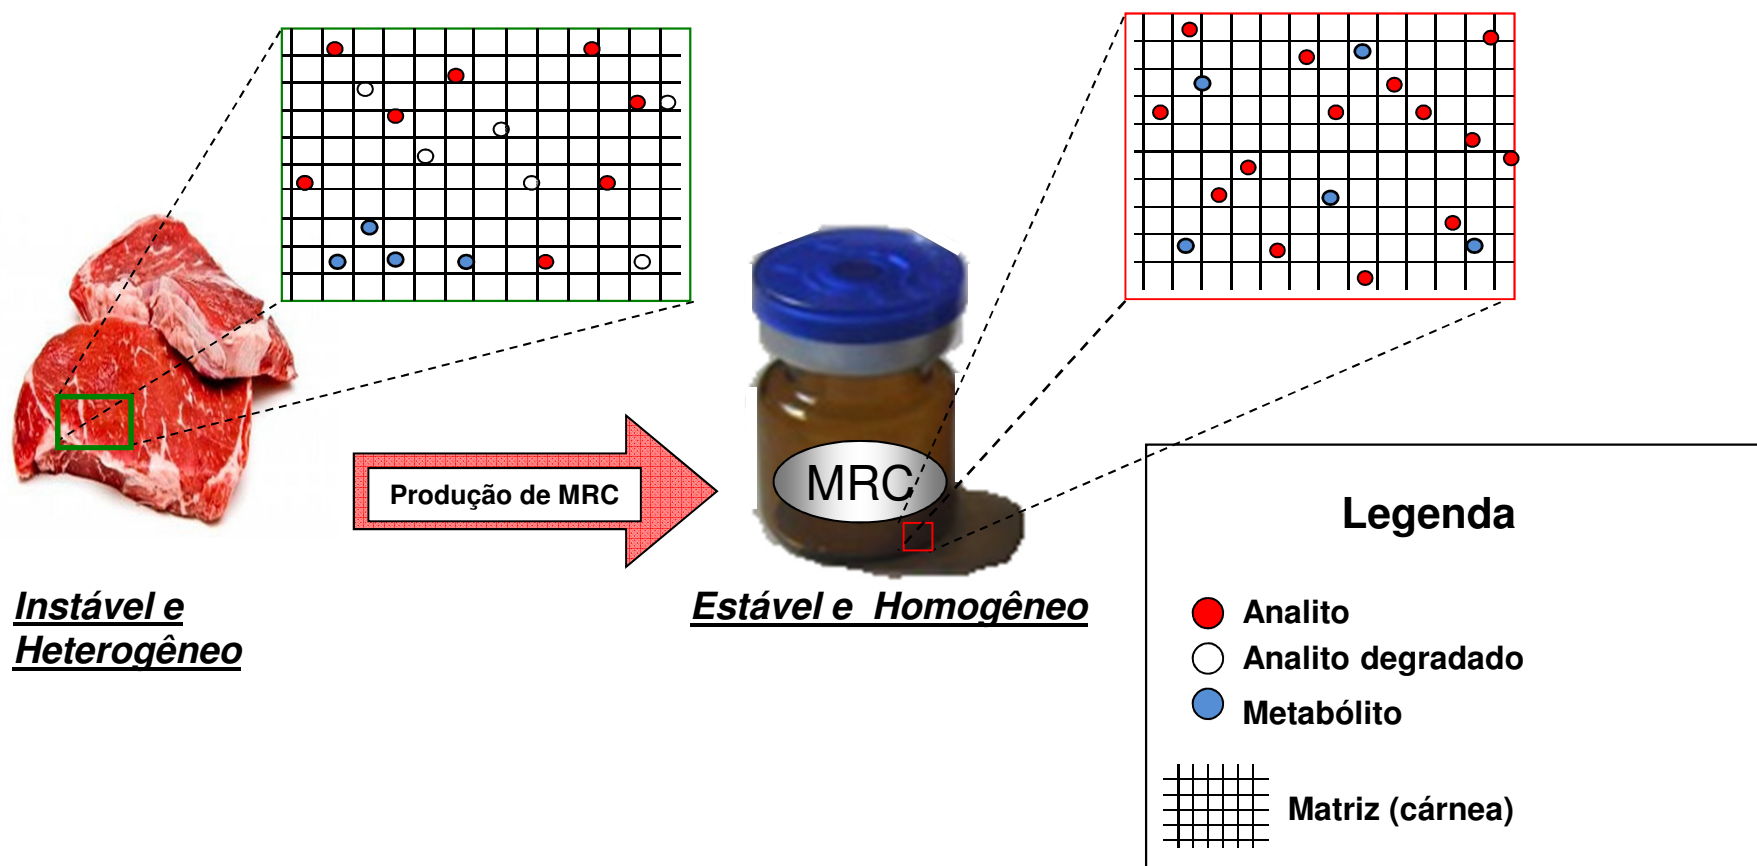 Produção de MRC
MRC
Instável e
Heterogêneo
Estável e Homogêneo
Legenda
Analito
Analito degradado
Metabólito
Matriz (cárnea)